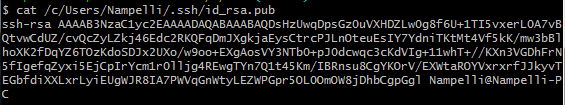 $ cat /c/Users/Nampelli/.ssh/id_rsa.pub
ssh-rsa AAAAB3NzaC1yc2EAAAADAQABAAABAQDsHzUwqDpsGzOuVXHDZLwOg8f6U+1TI5vxerLOA7vB
QtvwCdUZ/cvQcZyLZkj46Edc2RKQFqDmJXgkjaEysCtrcPJLnOteuEsIY7YdniTKtMt4Vf5kK/mw3bBl
hoXK2fDqYZ6TOzKdoSDJx2UXo/w9oo+EXgAosVY3NTbO+pJOdcwqc3cKdVIg+11whT+//KXn3VGDhFrN
5fIgefqZyxi5EjCpIrYcm1r0lljg4REwgTYn7Q1t45Km/IBRnsu8CgYKOrV/EXWtaROYVxrxrfJJkyvT
EGbfdiXXLxrLyiEUgWJR8IA7PWVqGnWtyLEZWPGpr5OLOOmOW8jDhbCgpGgl Nampelli@Nampelli-P
C